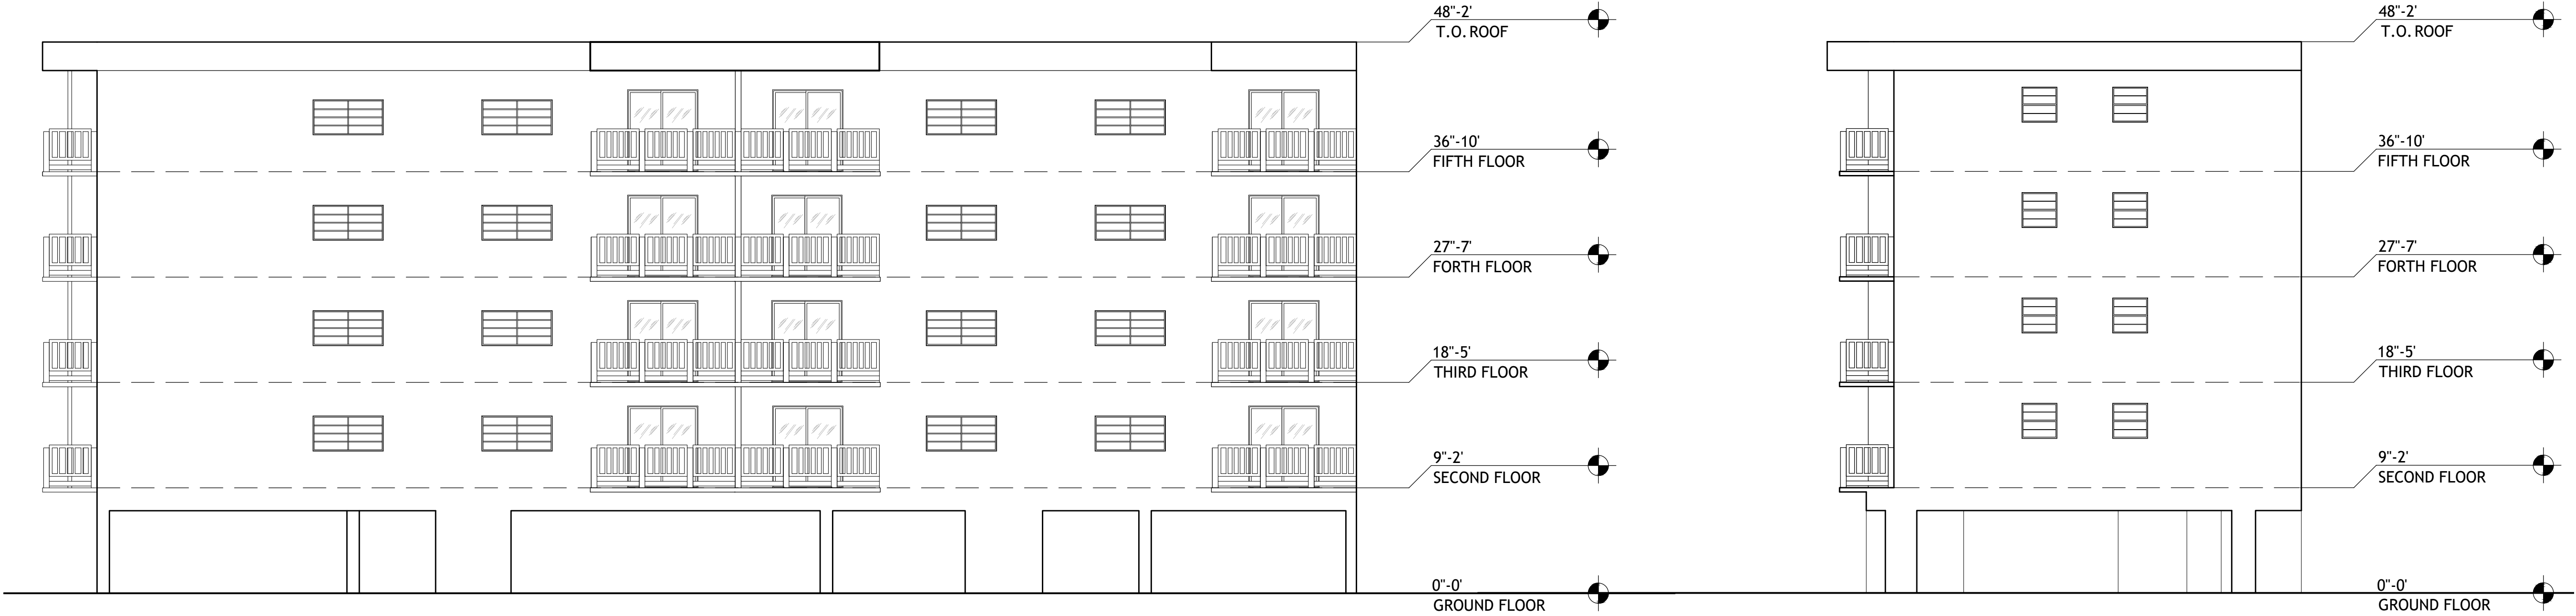 48"-2'
T.O. ROOF
36"-10'
FIFTH FLOOR
27"-7'
FORTH FLOOR
18"-5'
THIRD FLOOR
9"-2'
SECOND FLOOR
0"-0'
GROUND FLOOR
48"-2'
T.O. ROOF
36"-10'
FIFTH FLOOR
27"-7'
FORTH FLOOR
18"-5'
THIRD FLOOR
9"-2'
SECOND FLOOR
0"-0'
GROUND FLOOR